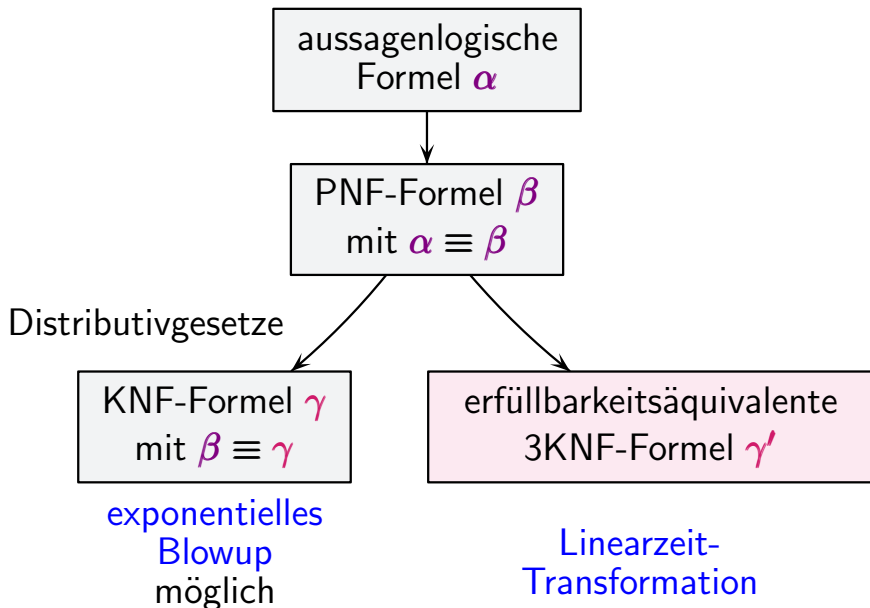 aussagenlogische
Formel α
PNF-Formel β
mit α ≡ β
Distributivgesetze
KNF-Formel γ
mit β ≡ γ
erfüllbarkeitsäquivalente
3KNF-Formel γ′
exponentielles
Blowup
möglich
Linearzeit-
Transformation